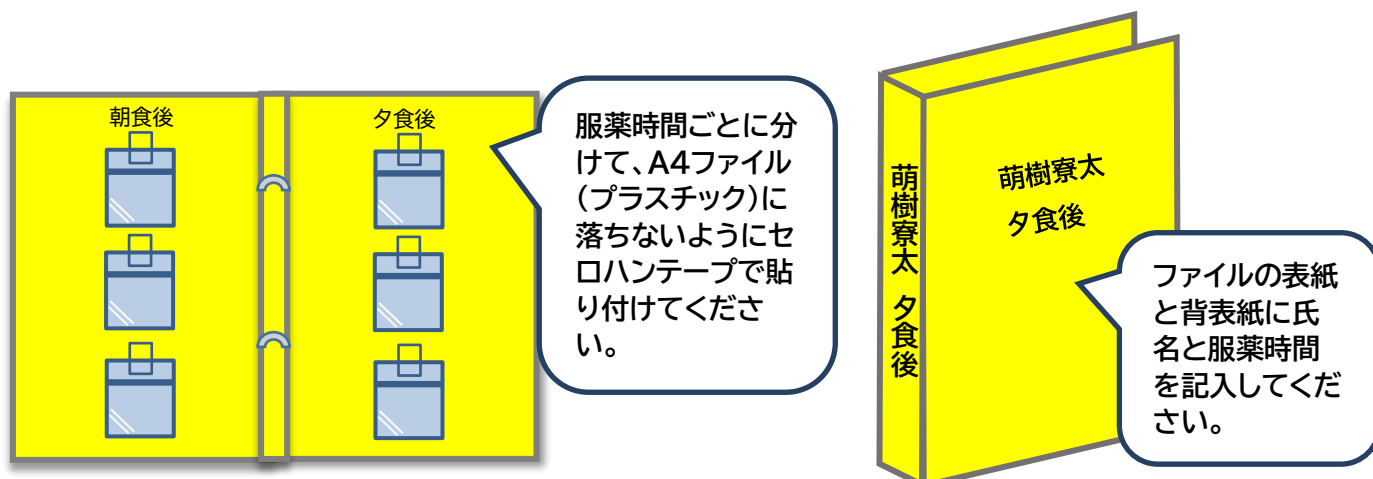 朝食後
夕食後
服薬時間ごとに分
けて、A4ファイル
(プラスチック)に
落ちないようにセ
ロハンテープで貼
り付けてくださ
い。
萌樹寮太 夕食後
萌樹寮太
夕食後
ファイルの表紙
と背表紙に氏
名と服薬時間
を記入してくだ
さい。